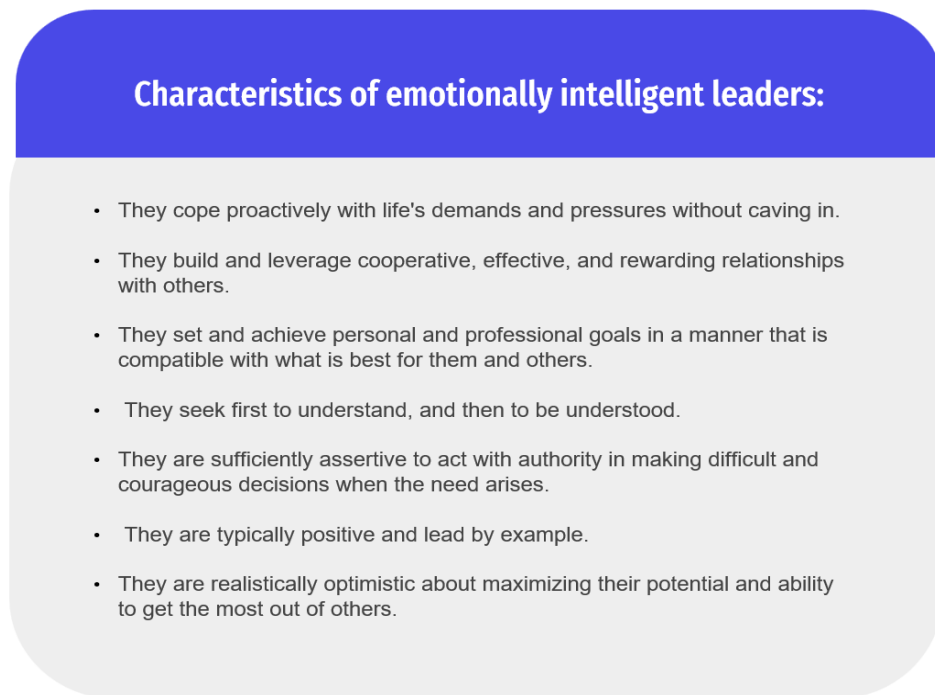 Characteristics of emotionally intelligent leaders:
• They cope proactively with life's demands and pressures without caving in.
• They build and leverage cooperative, effective, and rewarding relationships
with others.
• They set and achieve personal and professional goals in a manner that is
compatible with what is best for them and others.
• They seek first to understand, and then to be understood.
• They are sufficiently assertive to act with authority in making difficult and
courageous decisions when the need arises.
• They are typically positive and lead by example.
• They are realistically optimistic about maximizing their potential and ability
to get the most out of others.